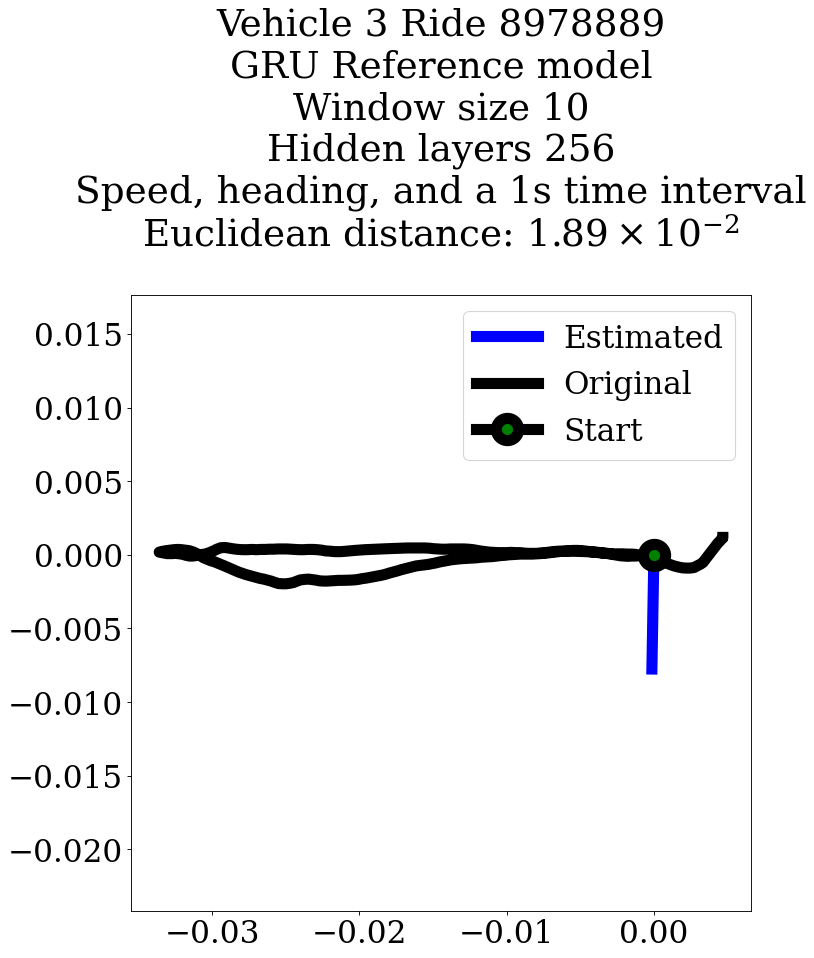 Vehicle 3 Ride 8978889
GRU Reference model
Window size 10
Hidden layers 256
Speed, heading, and a 1s time interval
Euclidean distance: 1.89 × 10⁻²
Estimated
Original
Start
0.015
0.010
0.005
0.000
−0.005
−0.010
−0.015
−0.020
−0.03 −0.02 −0.01 0.00